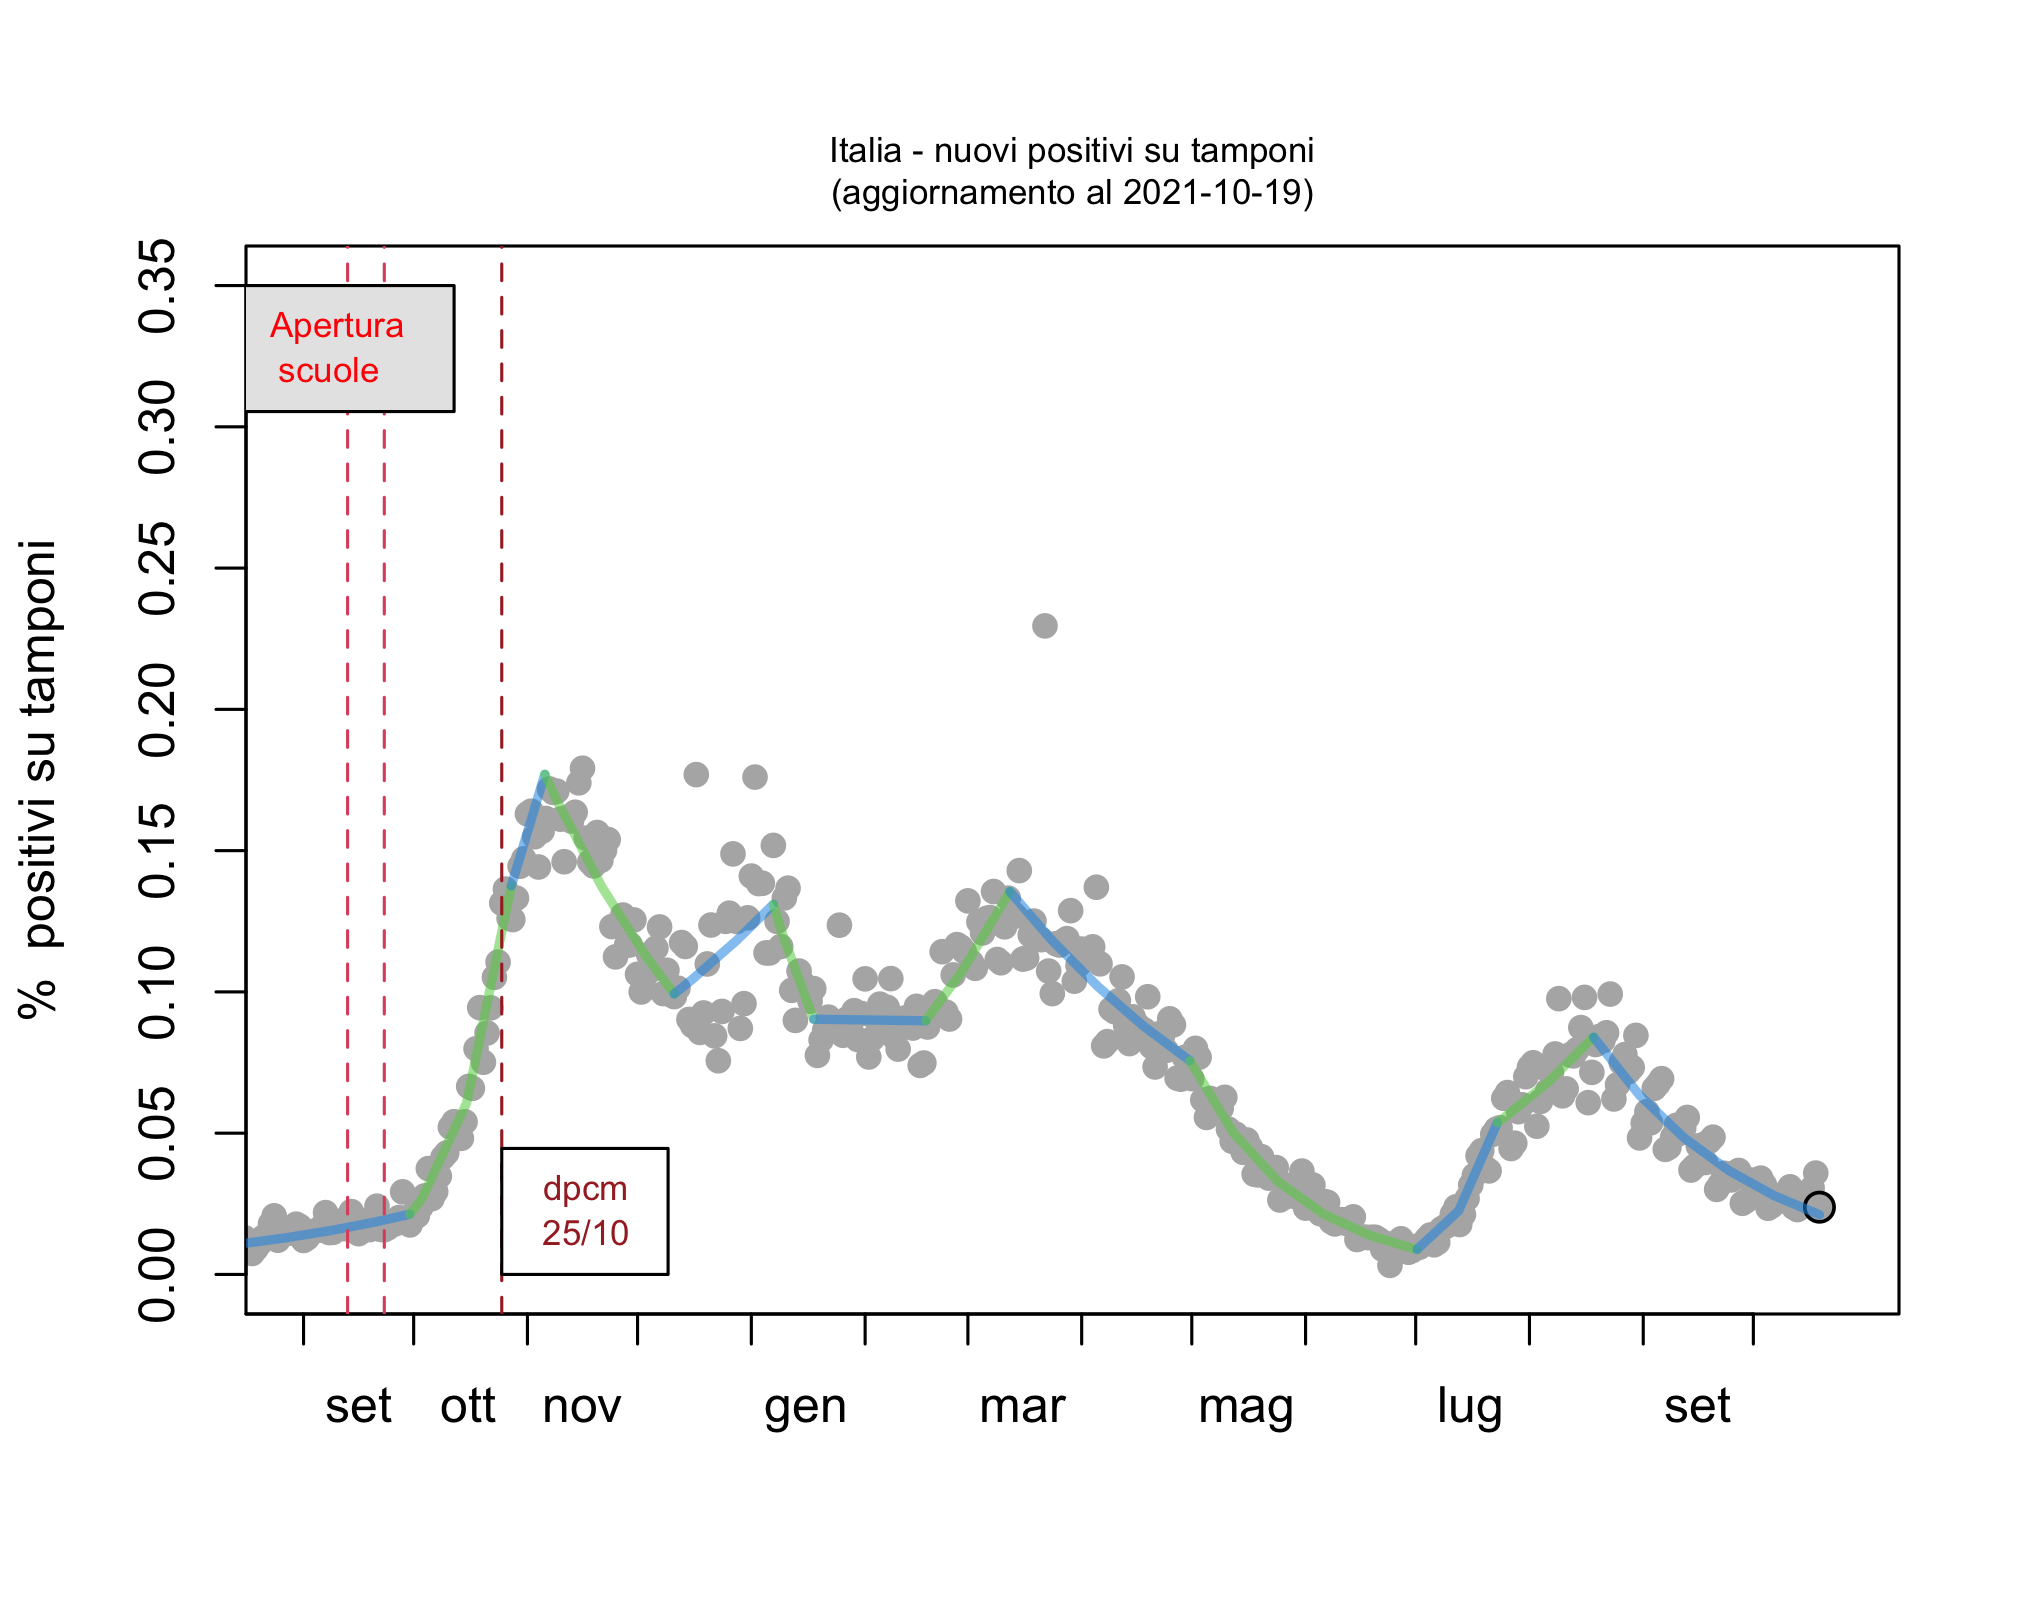 Italia - nuovi positivi su tamponi
(aggiornamento al 2021-10-19)
% positivi su tamponi
0.35
0.30
0.25
0.20
0.15
0.10
0.05
0.00
Apertura
scuole
dpcm
25/10
set ott nov gen mar mag lug set